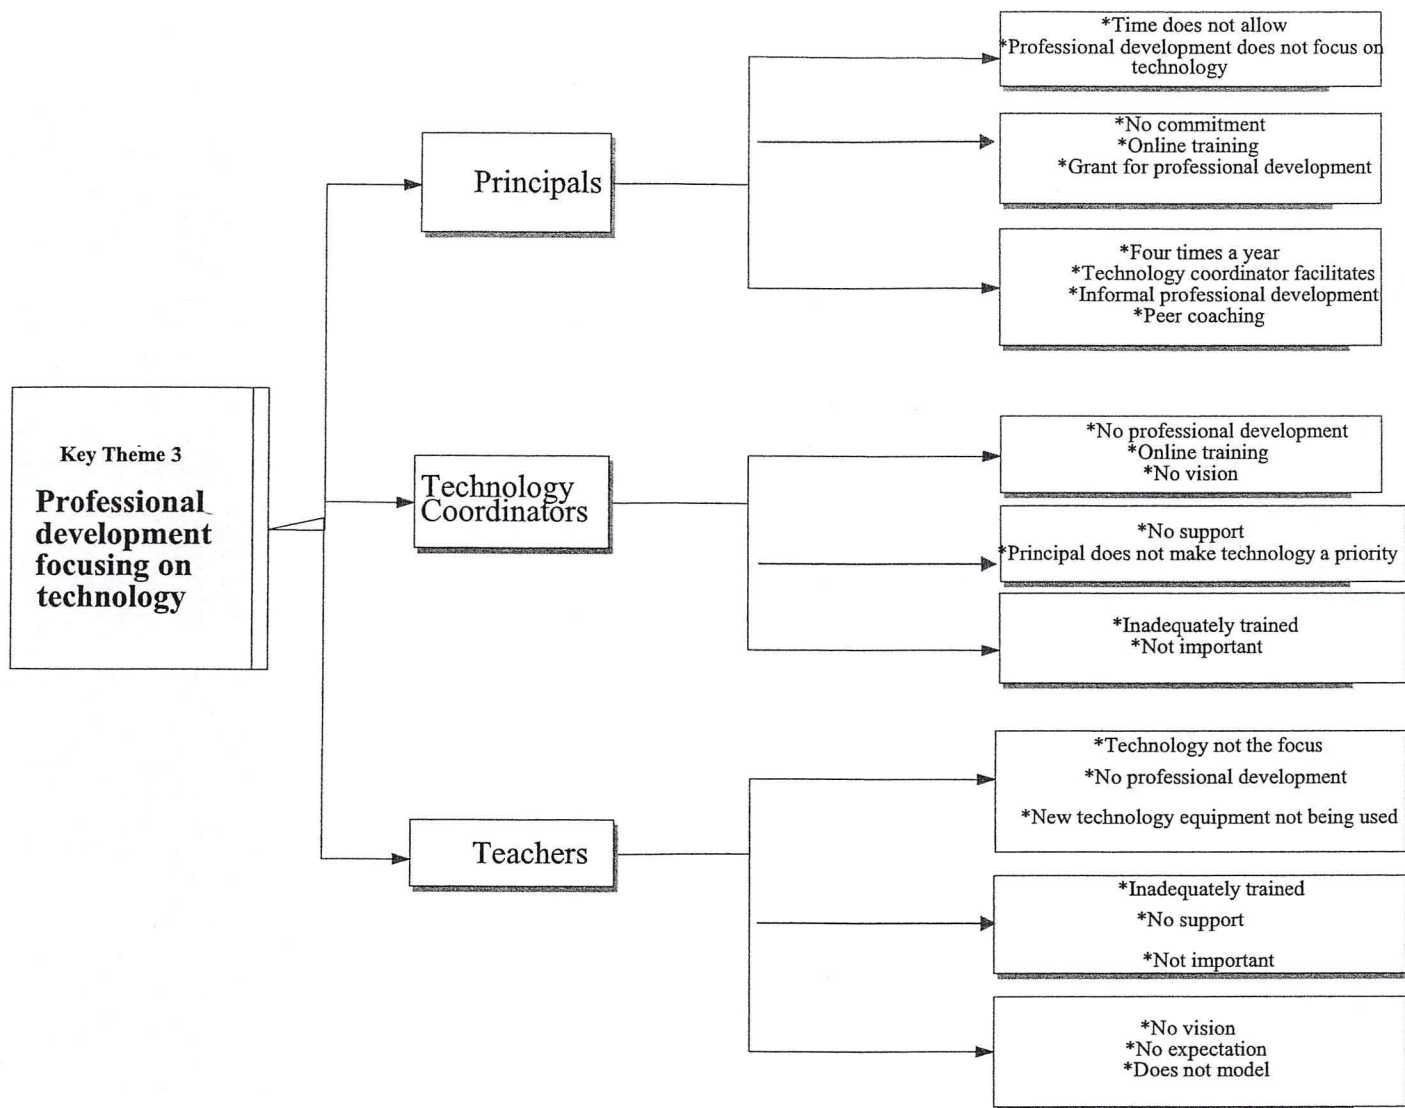 Key Theme 3
Professional
development
focusing on
technology
Principals
*Time does not allow
*Professional development does not focus on
technology
*No commitment
*Online training
*Grant for professional development
*Four times a year
*Technology coordinator facilitates
*Informal professional development
*Peer coaching
Technology
Coordinators
*No professional development
*Online training
*No vision
*No support
*Principal does not make technology a priority
*Inadequately trained
*Not important
Teachers
*Technology not the focus
*No professional development
*New technology equipment not being used
*Inadequately trained
*No support
*Not important
*No vision
*No expectation
*Does not model